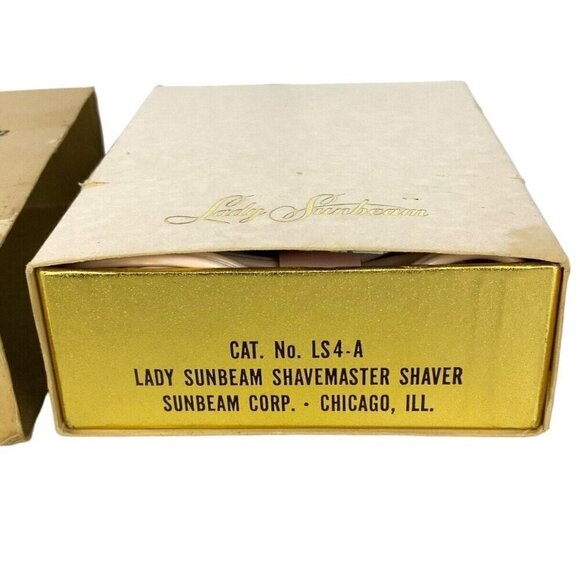 Lady Sunbeam
CAT. No. LS4-A
LADY SUNBEAM SHAVEMASTER SHAVER
SUNBEAM CORP. · CHICAGO, ILL.